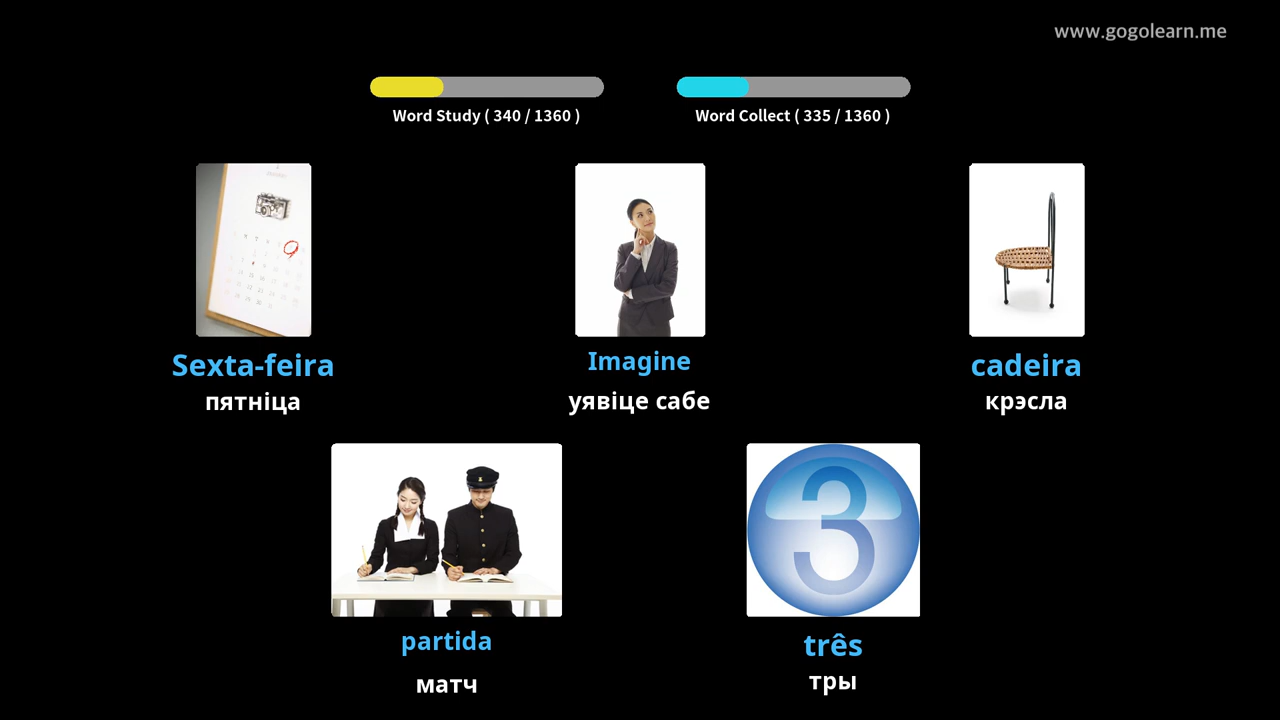 www.gogolearn.me
Word Study ( 340 / 1360 )
Word Collect ( 335 / 1360 )
Sexta-feira
Imagine
cadeira
пятніца
уявіце сабе
крэсла
3
partida
três
матч
тры